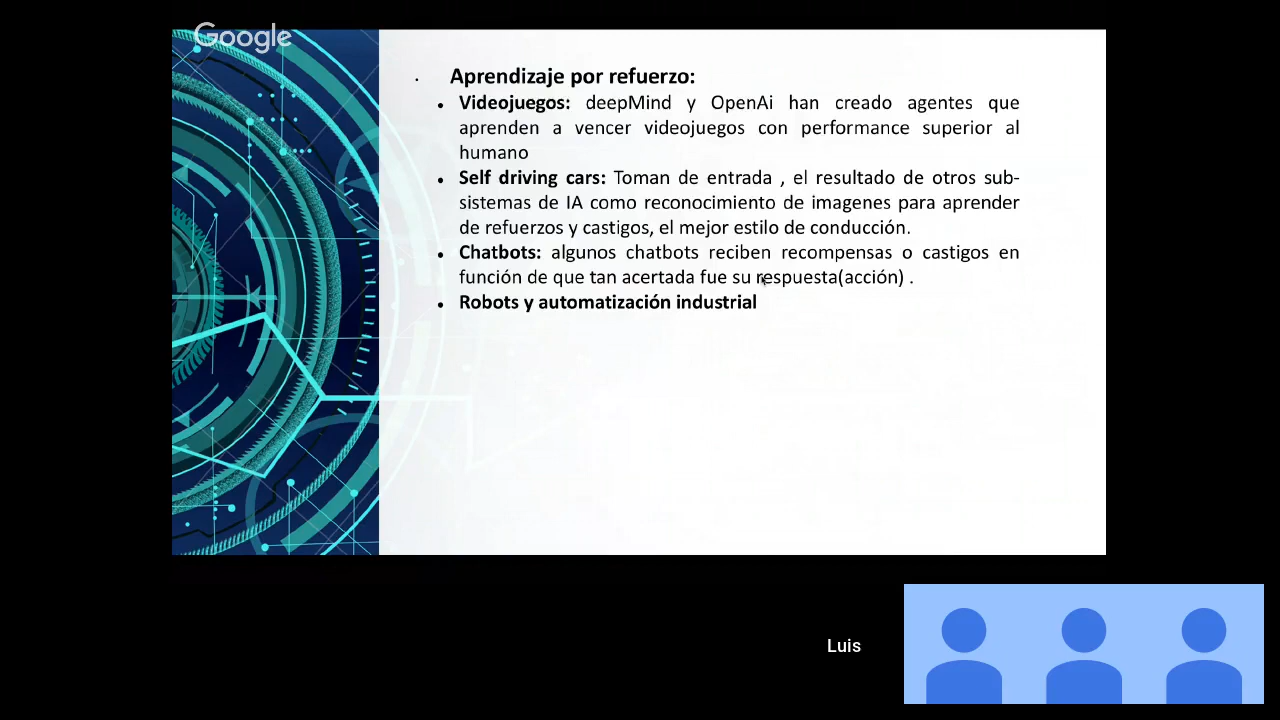 Google
Aprendizaje por refuerzo:
Videojuegos: deepMind y OpenAi han creado agentes que
aprenden a vencer videojuegos con performance superior al
humano
Self driving cars: Toman de entrada , el resultado de otros sub-
sistemas de IA como reconocimiento de imagenes para aprender
de refuerzos y castigos, el mejor estilo de conducción.
Chatbots: algunos chatbots reciben recompensas o castigos en
función de que tan acertada fue su respuesta(acción) .
Robots y automatización industrial
Luis